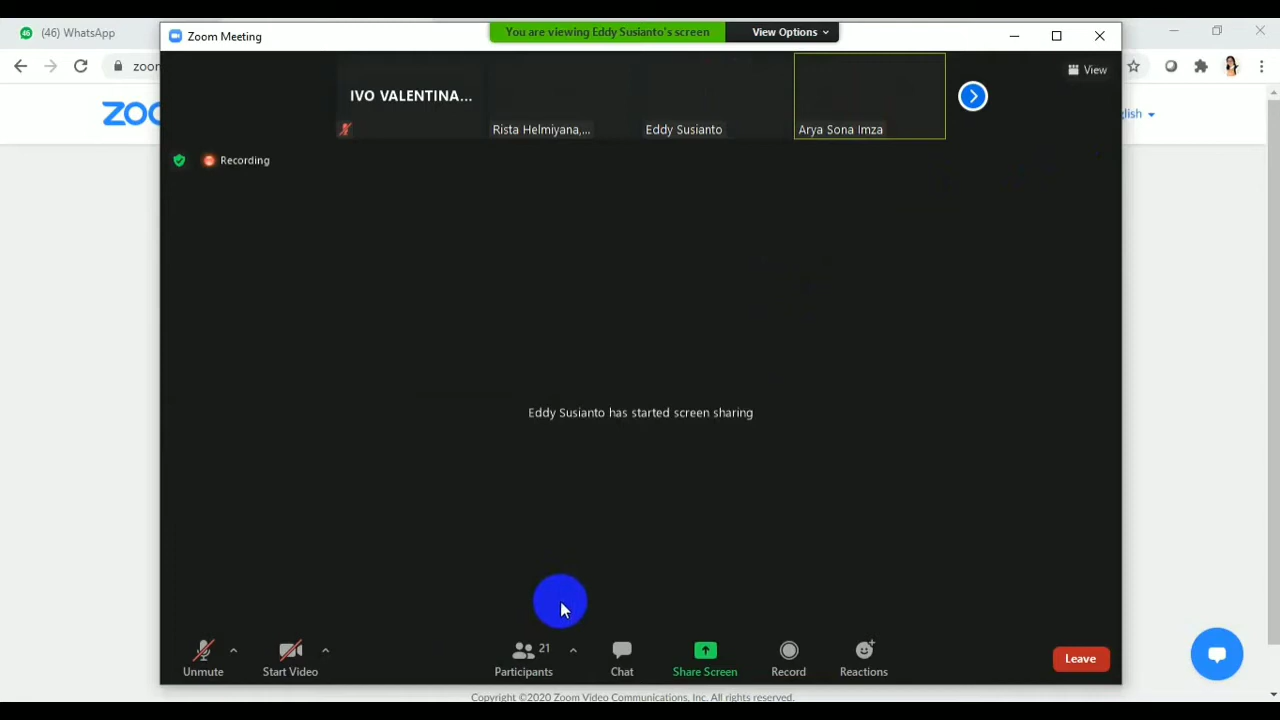 (46) WhatsApp
Zoom Meeting
You are viewing Eddy Susianto's screen
View Options
zoom
View
IVO VALENTINA...
Rista Helmiyana,...
Eddy Susianto
Arya Sona Imza
glish
Recording
Eddy Susianto has started screen sharing
Unmute
Start Video
21
Participants
Chat
Share Screen
Record
Reactions
Leave
Copyright ©2020 Zoom Video Communications, Inc. All rights reserved.